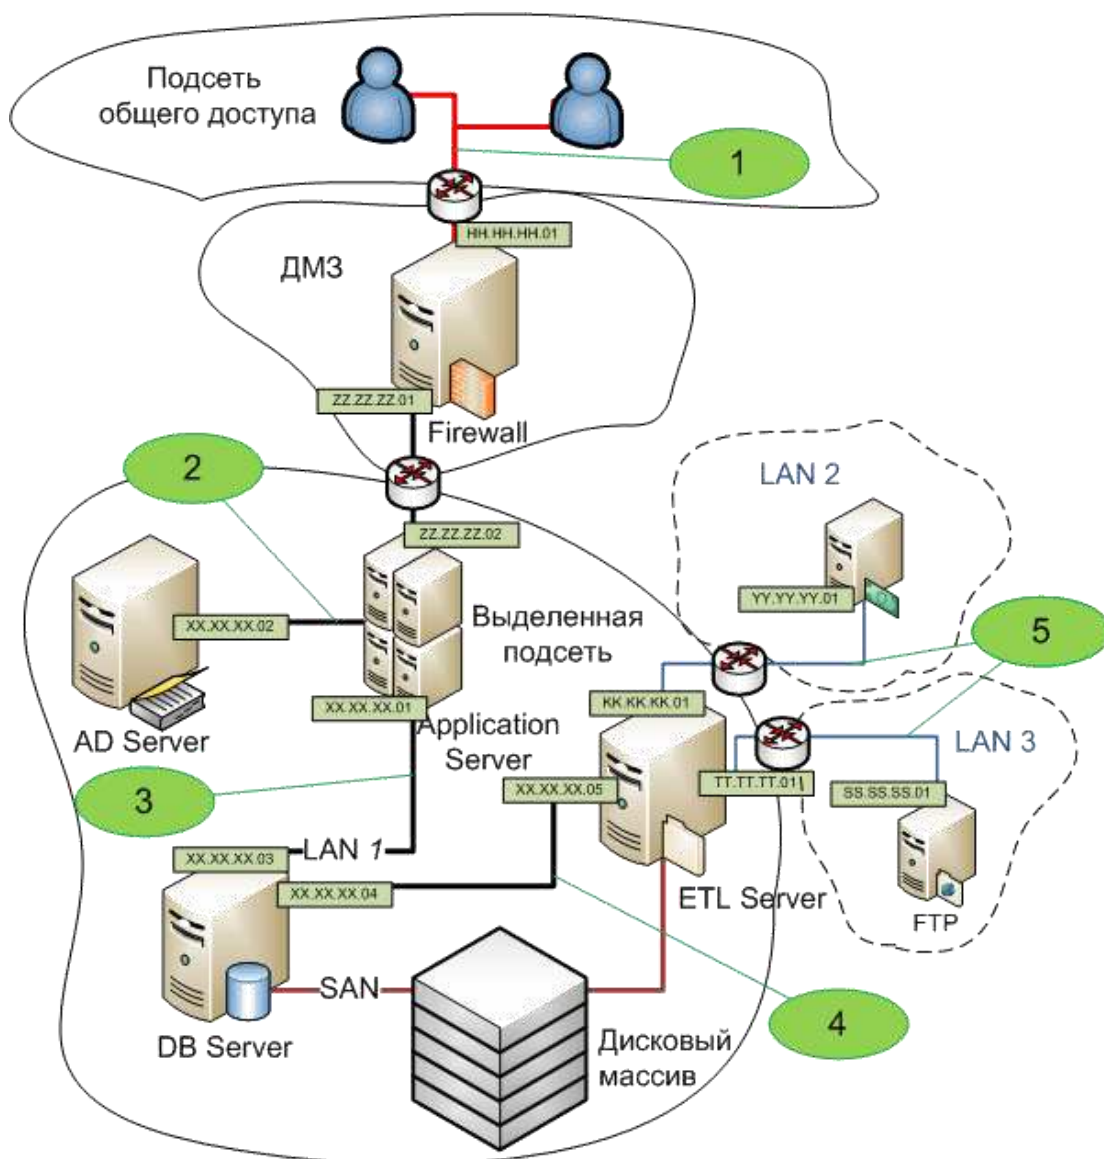 Подсеть
общего доступа
1
HH.HH.HH.01
ДМЗ
ZZ.ZZ.ZZ.01
Firewall
2
LAN 2
ZZ.ZZ.ZZ.02
YY.YY.YY.01
XX.XX.XX.02
Выделенная
подсеть
5
KK.KK.KK.01
XX.XX.XX.01
AD Server
Application
Server
LAN 3
3
XX.XX.XX.05
TT.TT.TT.01
SS.SS.SS.01
XX.XX.XX.03
LAN 1
XX.XX.XX.04
ETL Server
FTP
SAN
4
DB Server
Дисковый
массив